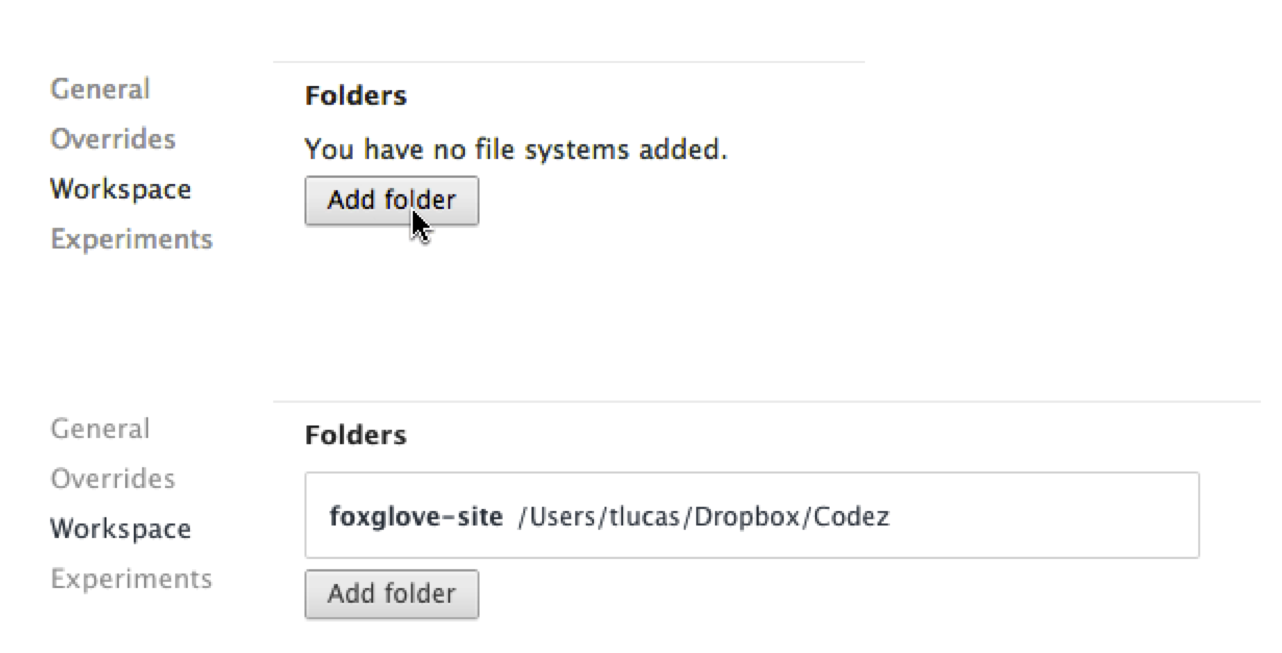 General
Overrides
Workspace
Experiments
Folders
You have no file systems added.
Add folder
General
Overrides
Workspace
Experiments
Folders
foxglove-site /Users/tlucas/Dropbox/Codez
Add folder